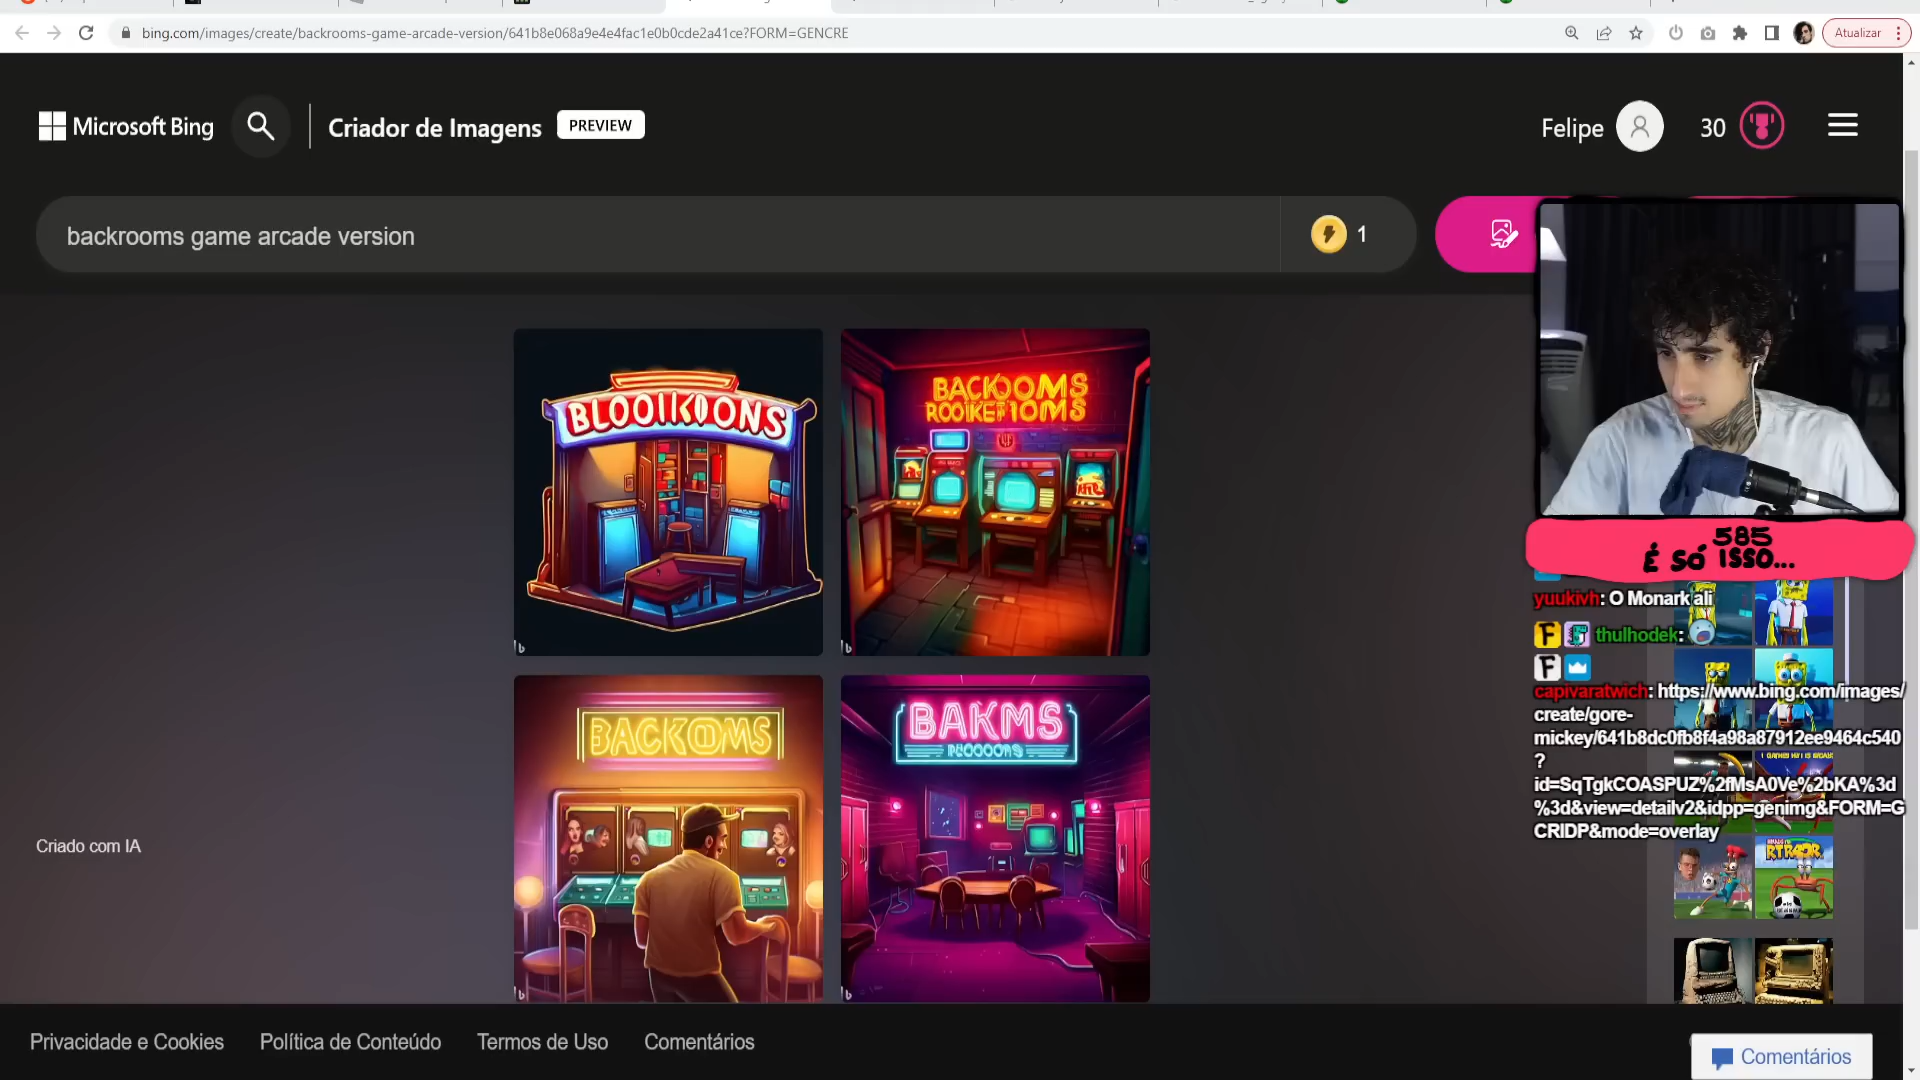 bing.com/images/create/backrooms-game-arcade-version/641b8e068a9e4e4fac1e0b0cde2a41ce?FORM=GENCRE
Atualizar
Microsoft Bing
Criador de Imagens
PREVIEW
Felipe
30
backrooms game arcade version
1
BLOOIKIOONS
BACKOOMS
ROOIKETIOMS
585
É SÓ ISSO...
yuukivh: O Monark ali
thulhodek:
capivaratwich: https://www.bing.com/images/
create/gore-
mickey/641b8dc0fb8f4a98a87912ee9464c540
?
id=SqTgkCOASPUZ%2fMsA0Ve%2bKA%3d
%3d&view=detailv2&idpp=genimg&FORM=G
CRIDP&mode=overlay
BACKOOMS
BAKMS
Criado com IA
Privacidade e Cookies
Política de Conteúdo
Termos de Uso
Comentários
Comentários